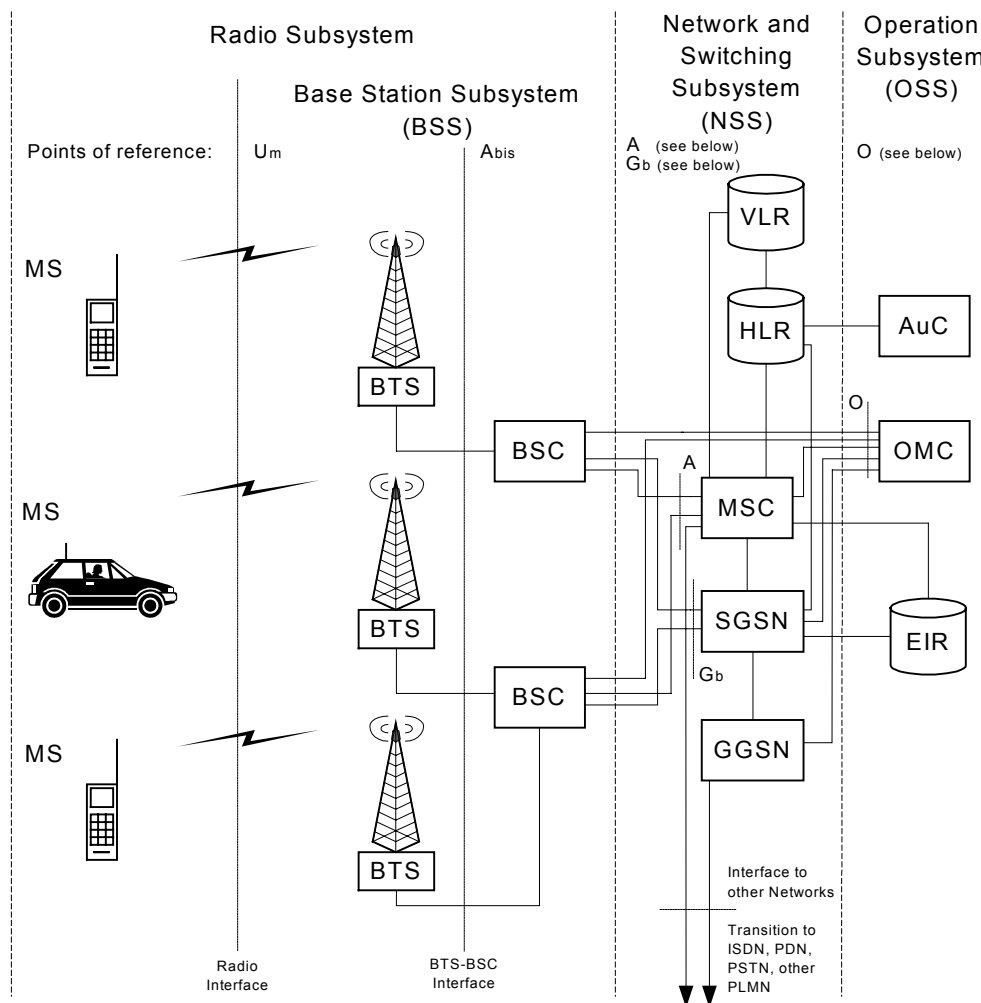 Radio Subsystem
Network and
Switching
Subsystem
(NSS)
Operation
Subsystem
(OSS)
Base Station Subsystem
(BSS)
Points of reference:
Um
Abis
A (see below)
Gb (see below)
O (see below)
VLR
MS
HLR
AuC
BTS
O
BSC
OMC
A
MS
MSC
SGSN
EIR
BTS
Gb
BSC
MS
GGSN
BTS
Interface to
other Networks
Transition to
ISDN, PDN,
PSTN, other
PLMN
Radio
Interface
BTS-BSC
Interface